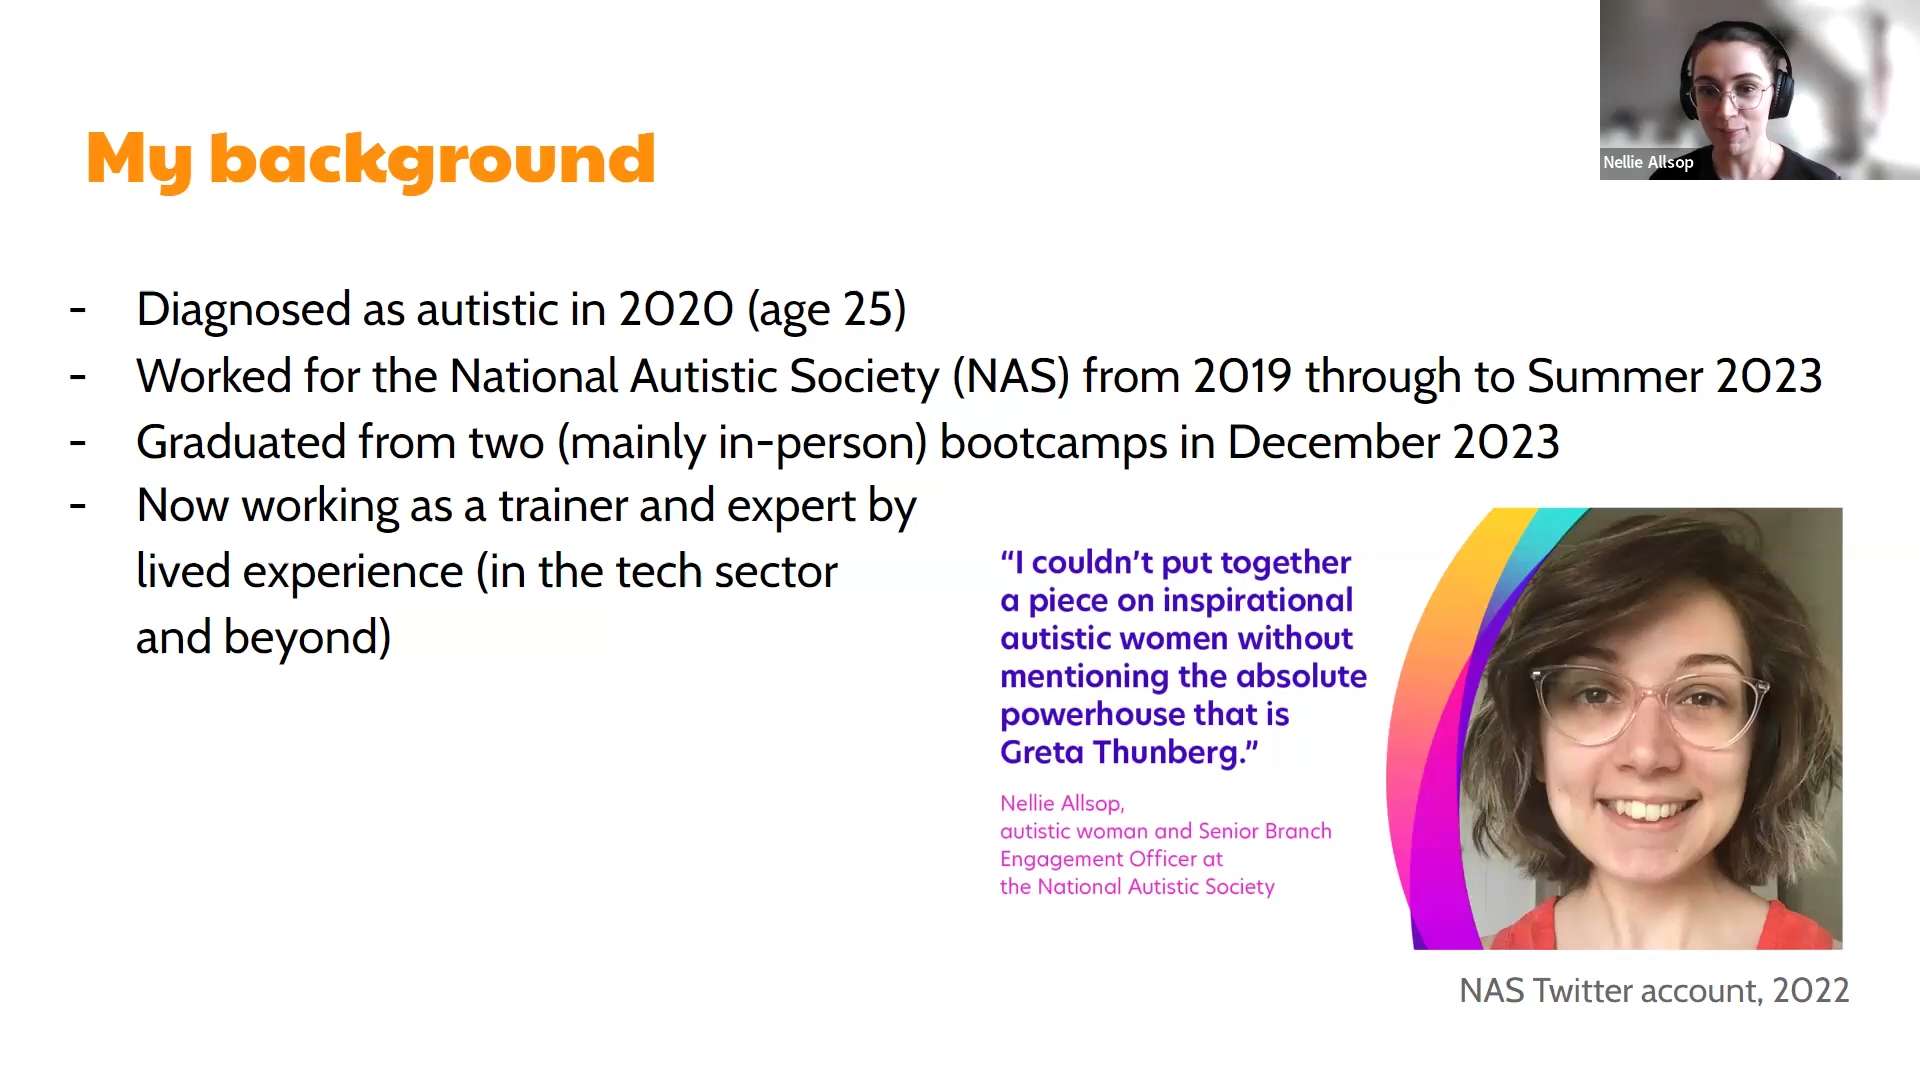 Nellie Allsop
My background
- Diagnosed as autistic in 2020 (age 25)
- Worked for the National Autistic Society (NAS) from 2019 through to Summer 2023
- Graduated from two (mainly in-person) bootcamps in December 2023
- Now working as a trainer and expert by
lived experience (in the tech sector
and beyond)
“I couldn’t put together
a piece on inspirational
autistic women without
mentioning the absolute
powerhouse that is
Greta Thunberg.”
Nellie Allsop,
autistic woman and Senior Branch
Engagement Officer at
the National Autistic Society
NAS Twitter account, 2022